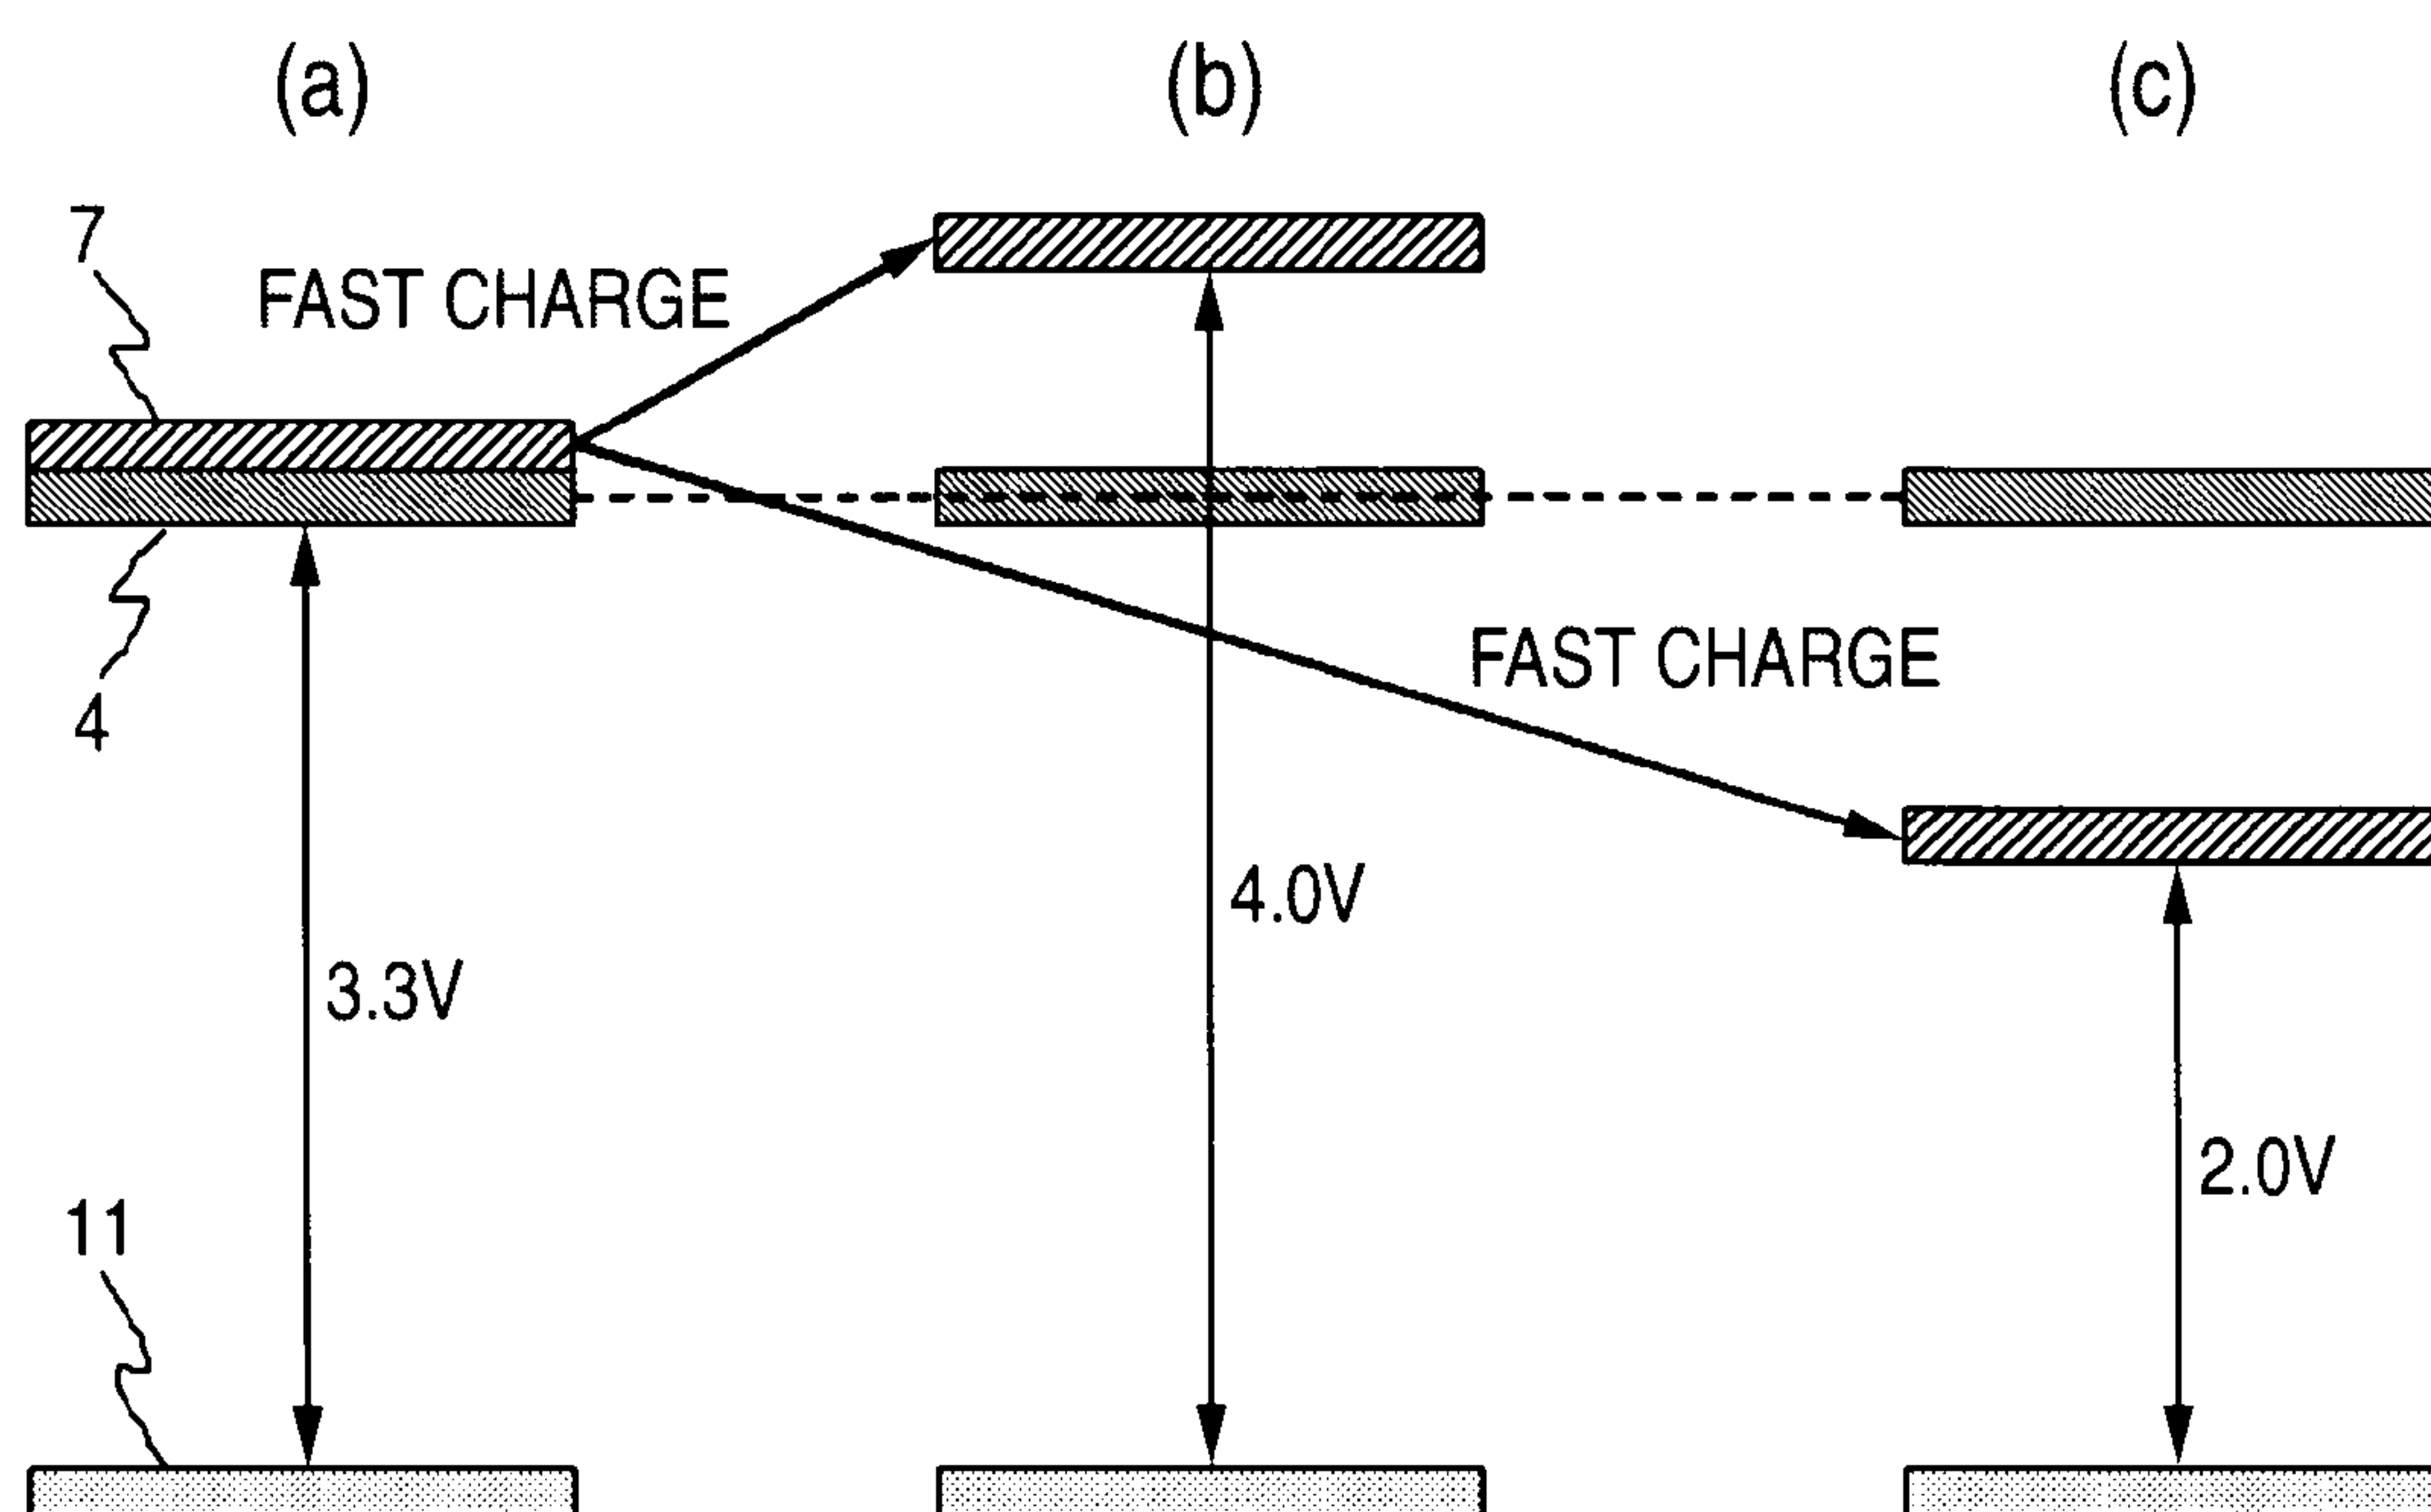 (a) (b) (c)
7
FAST CHARGE
4
FAST CHARGE
4.0V
3.3V
2.0V
11